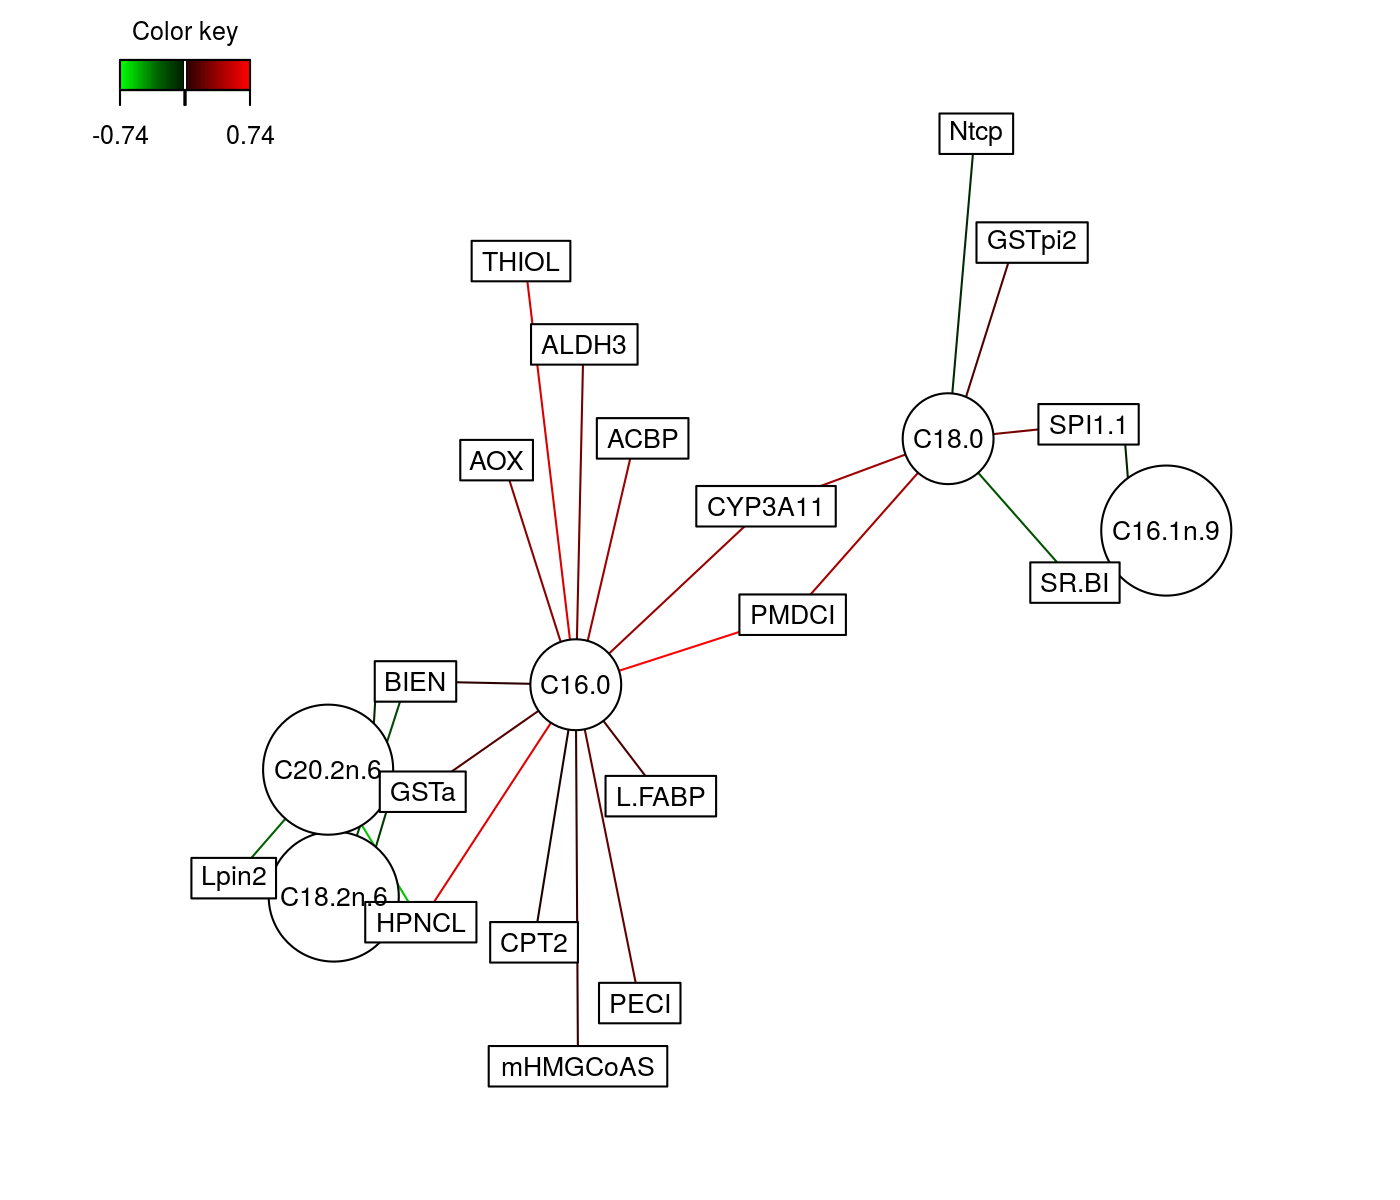 Color key
-0.74 0.74
Ntcp
GSTpi2
THIOL
ALDH3
SPI1.1
ACBP
C18.0
AOX
CYP3A11
C16.1n.9
SR.BI
PMDCI
BIEN
C16.0
C20.2n.6
GSTa
L.FABP
Lpin2
C18.2n.6
HPNCL
CPT2
PECI
mHMGCoAS